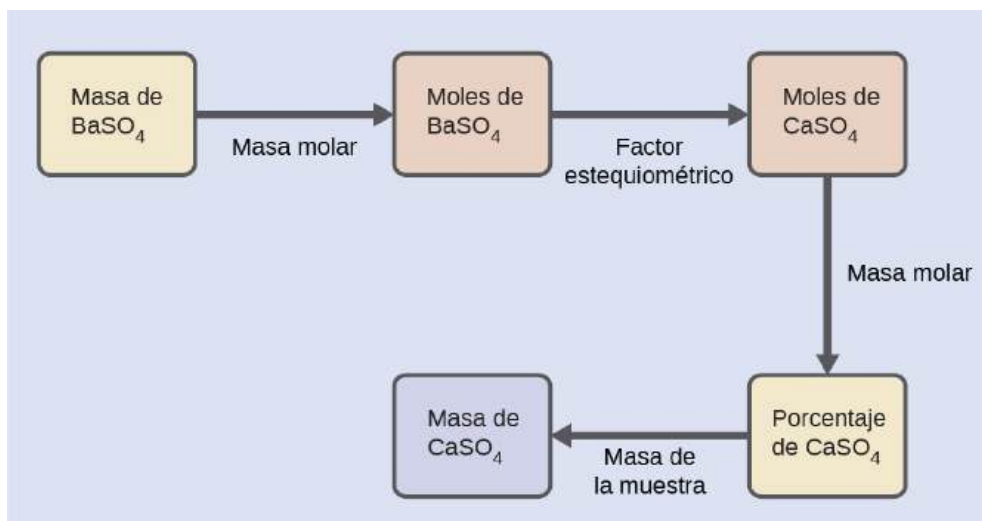 Masa de
BaSO₄
Masa molar
Moles de
BaSO₄
Factor
estequiométrico
Moles de
CaSO₄
Masa molar
Porcentaje
de CaSO₄
Masa de
la muestra
Masa de
CaSO₄